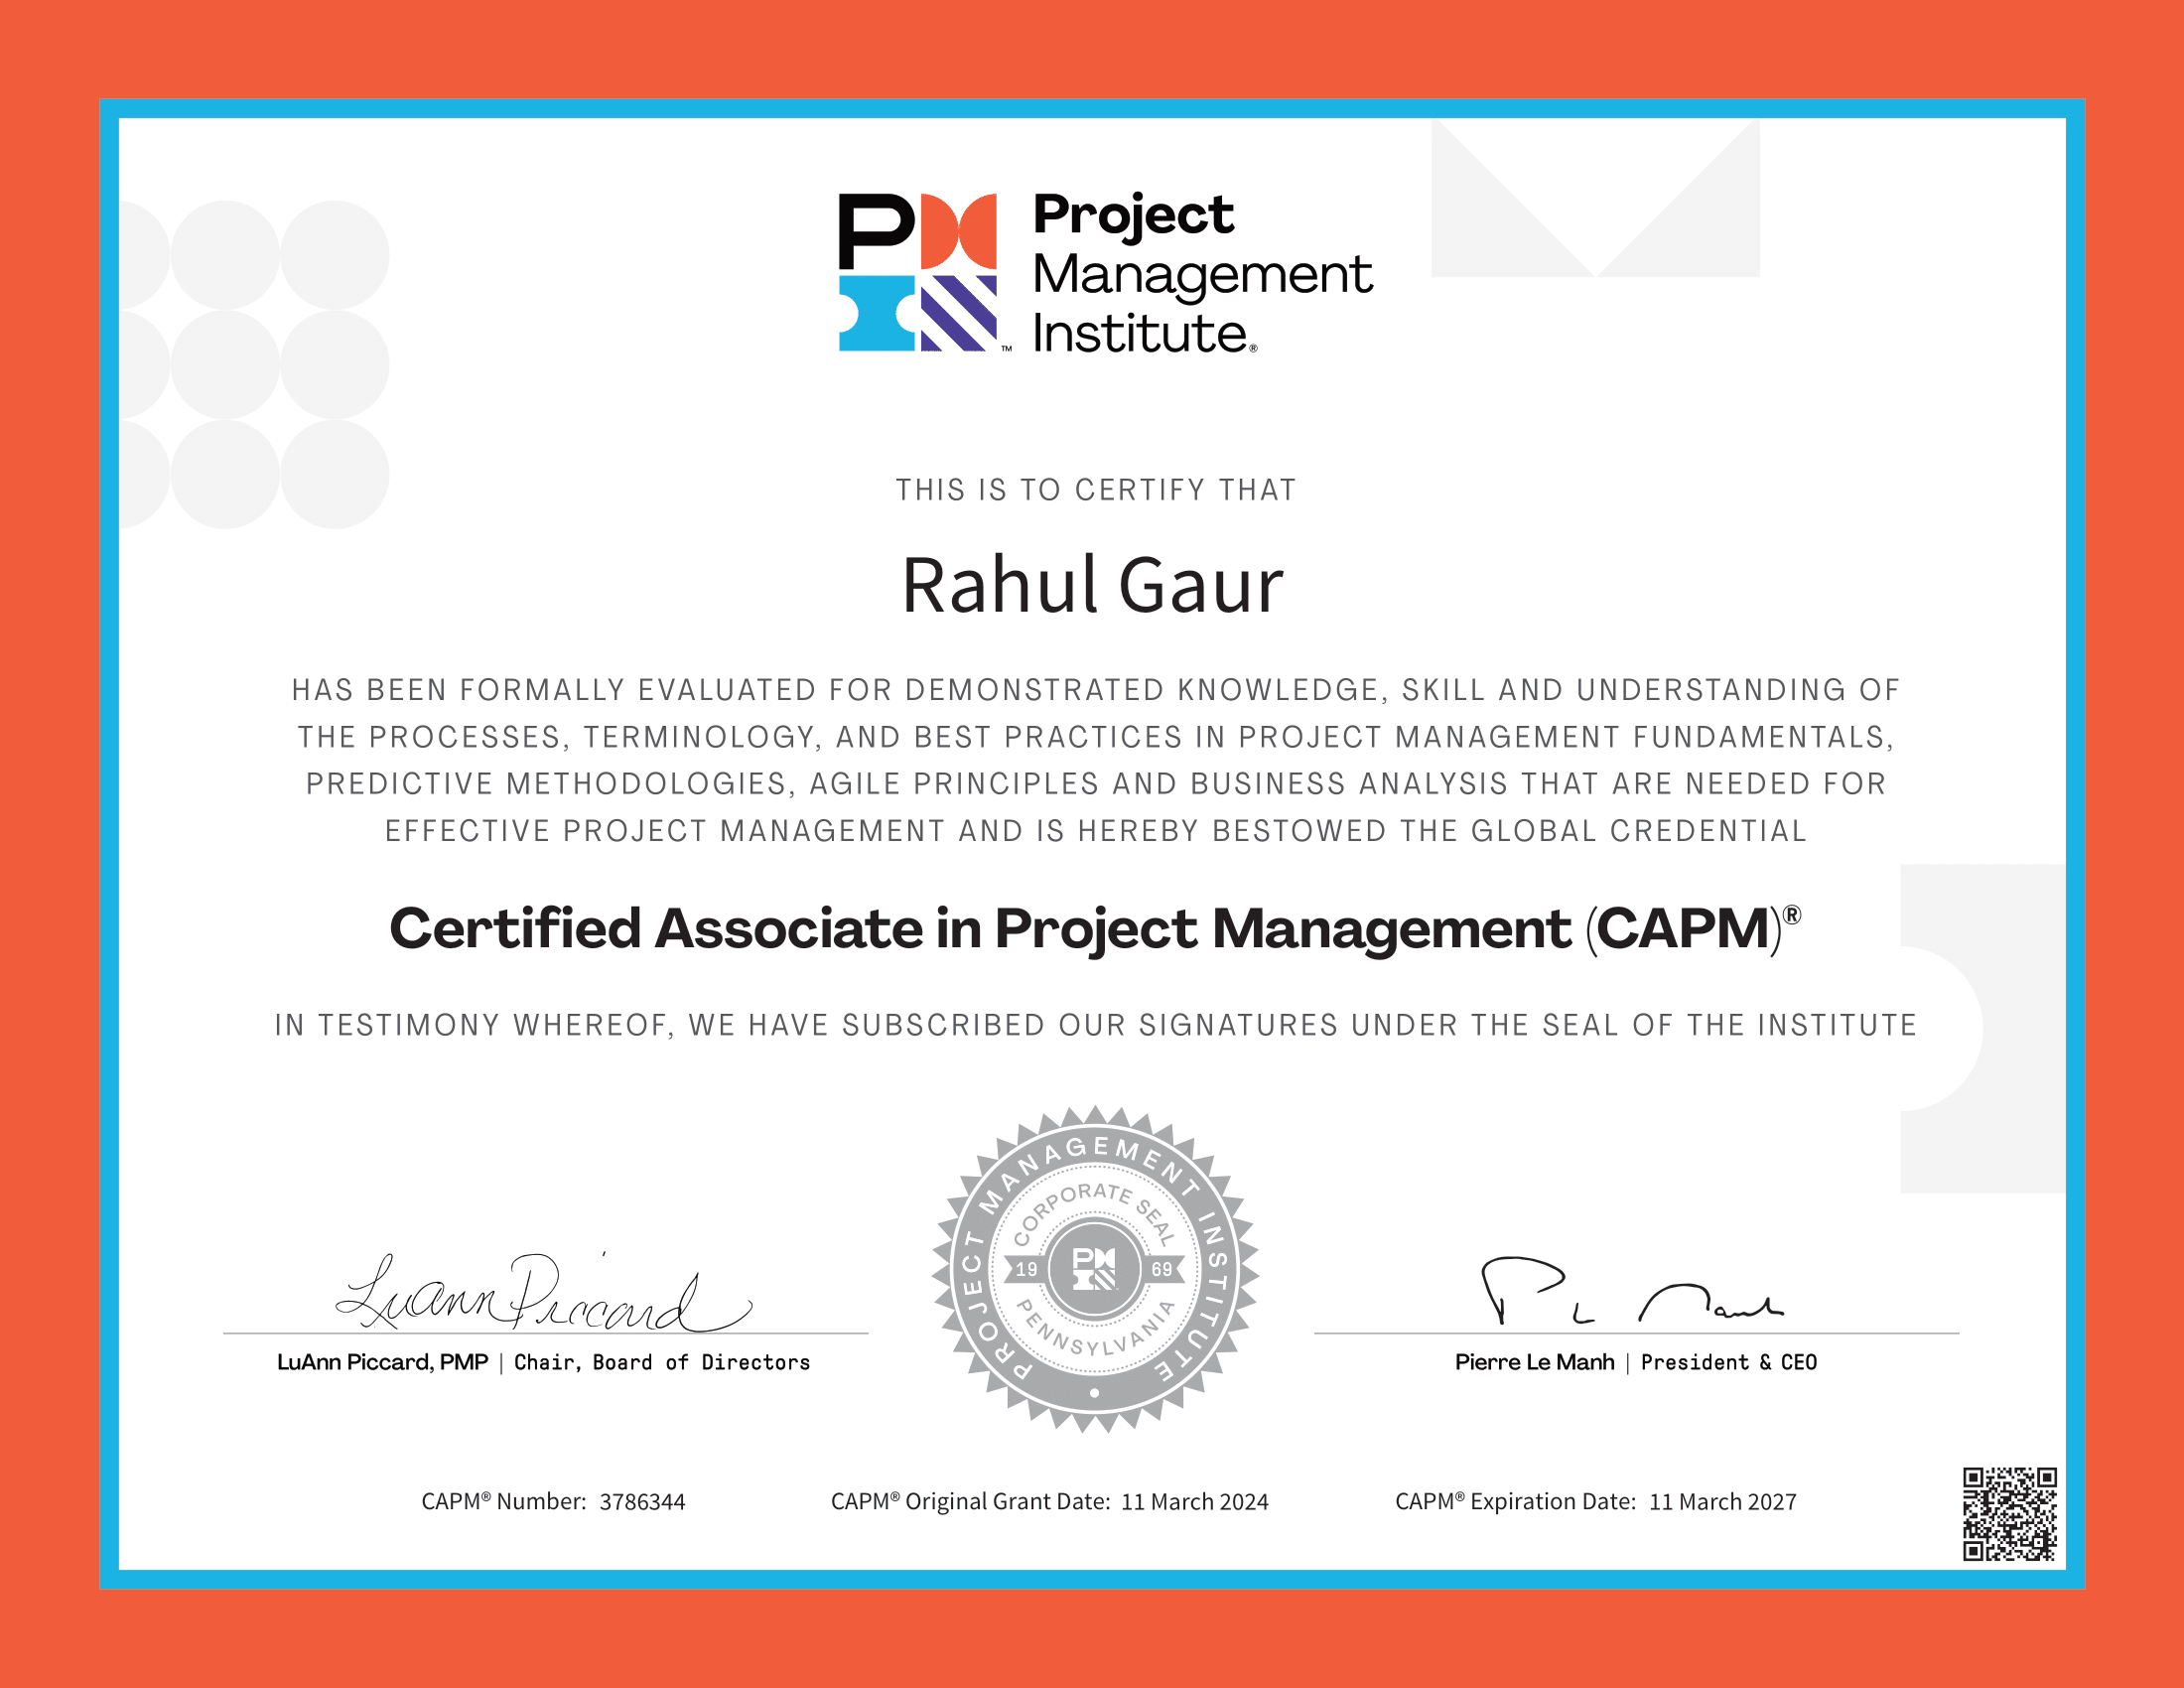 Project
Management
Institute®
™
THIS IS TO CERTIFY THAT
Rahul Gaur
HAS BEEN FORMALLY EVALUATED FOR DEMONSTRATED KNOWLEDGE, SKILL AND UNDERSTANDING OF
THE PROCESSES, TERMINOLOGY, AND BEST PRACTICES IN PROJECT MANAGEMENT FUNDAMENTALS,
PREDICTIVE METHODOLOGIES, AGILE PRINCIPLES AND BUSINESS ANALYSIS THAT ARE NEEDED FOR
EFFECTIVE PROJECT MANAGEMENT AND IS HEREBY BESTOWED THE GLOBAL CREDENTIAL
Certified Associate in Project Management (CAPM)®
IN TESTIMONY WHEREOF, WE HAVE SUBSCRIBED OUR SIGNATURES UNDER THE SEAL OF THE INSTITUTE
PROJECT MANAGEMENT INSTITUTE
CORPORATE SEAL
19 69
PENNSYLVANIA
LuAnn Piccard
LuAnn Piccard, PMP | Chair, Board of Directors
Pierre Le Manh | President & CEO
CAPM® Number: 3786344
CAPM® Original Grant Date: 11 March 2024
CAPM® Expiration Date: 11 March 2027